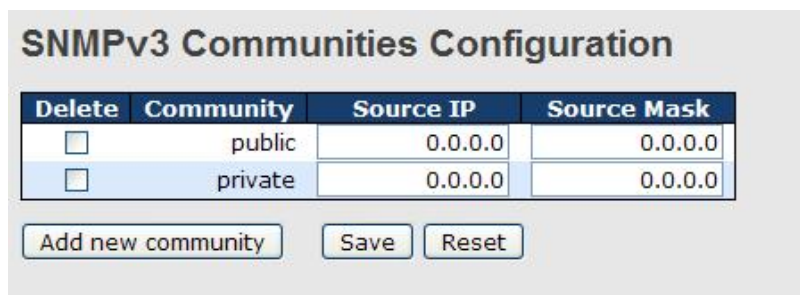 SNMPv3 Communities Configuration
Delete Community Source IP Source Mask
public 0.0.0.0 0.0.0.0
private 0.0.0.0 0.0.0.0
Add new community Save Reset